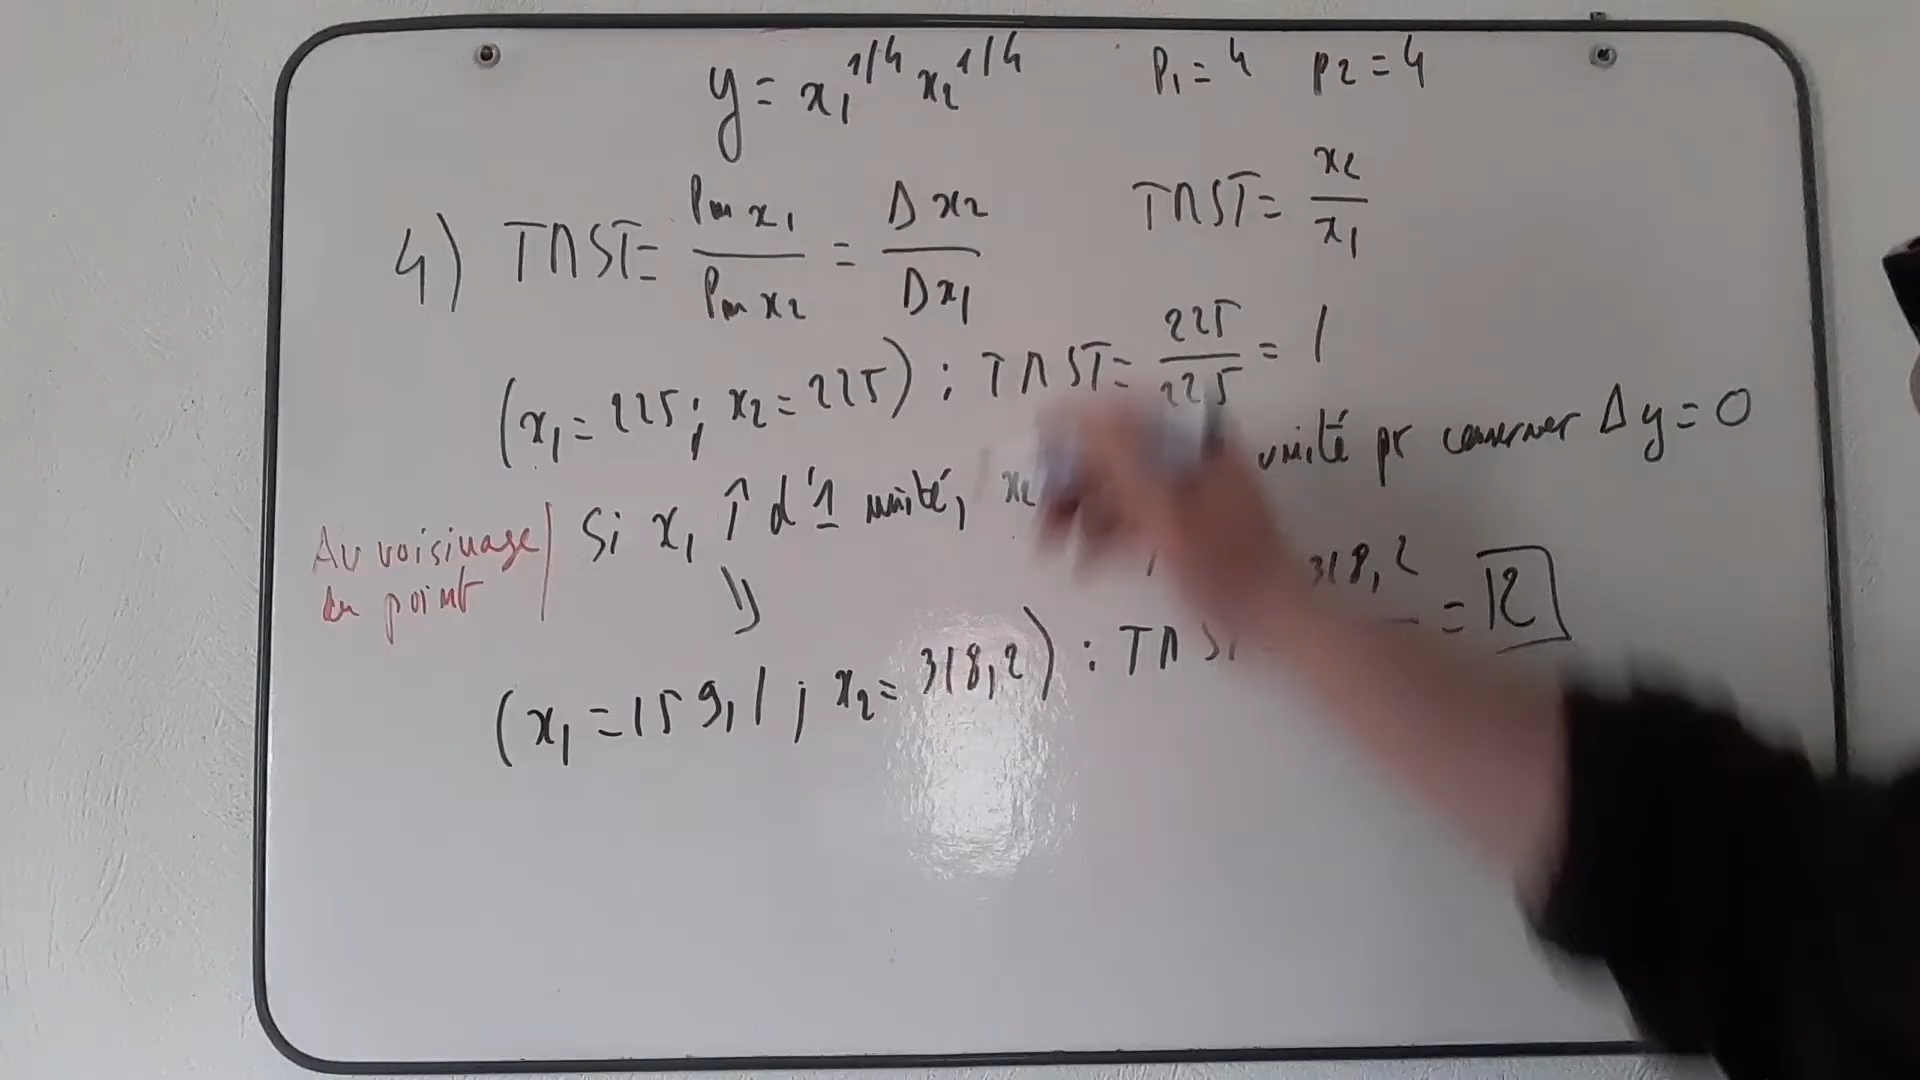 y = x₁^1/4 x₂^1/4 P₁ = 4 P2 = 4
4) TMST = Pm x₁ / Pm x₂ = Δx₂ / Δx₁ TMST = x₂ / x₁
(x₁ = 225 ; x₂ = 225) : TMST = 225 / 225 = 1
Au voisinage
du point
Si x₁ ↑ d'1 unité, x₂ unité pr conserver Δy = 0
(x₁ = 159,1 ; x₂ = 318,2) : TMS 318,2 = 2